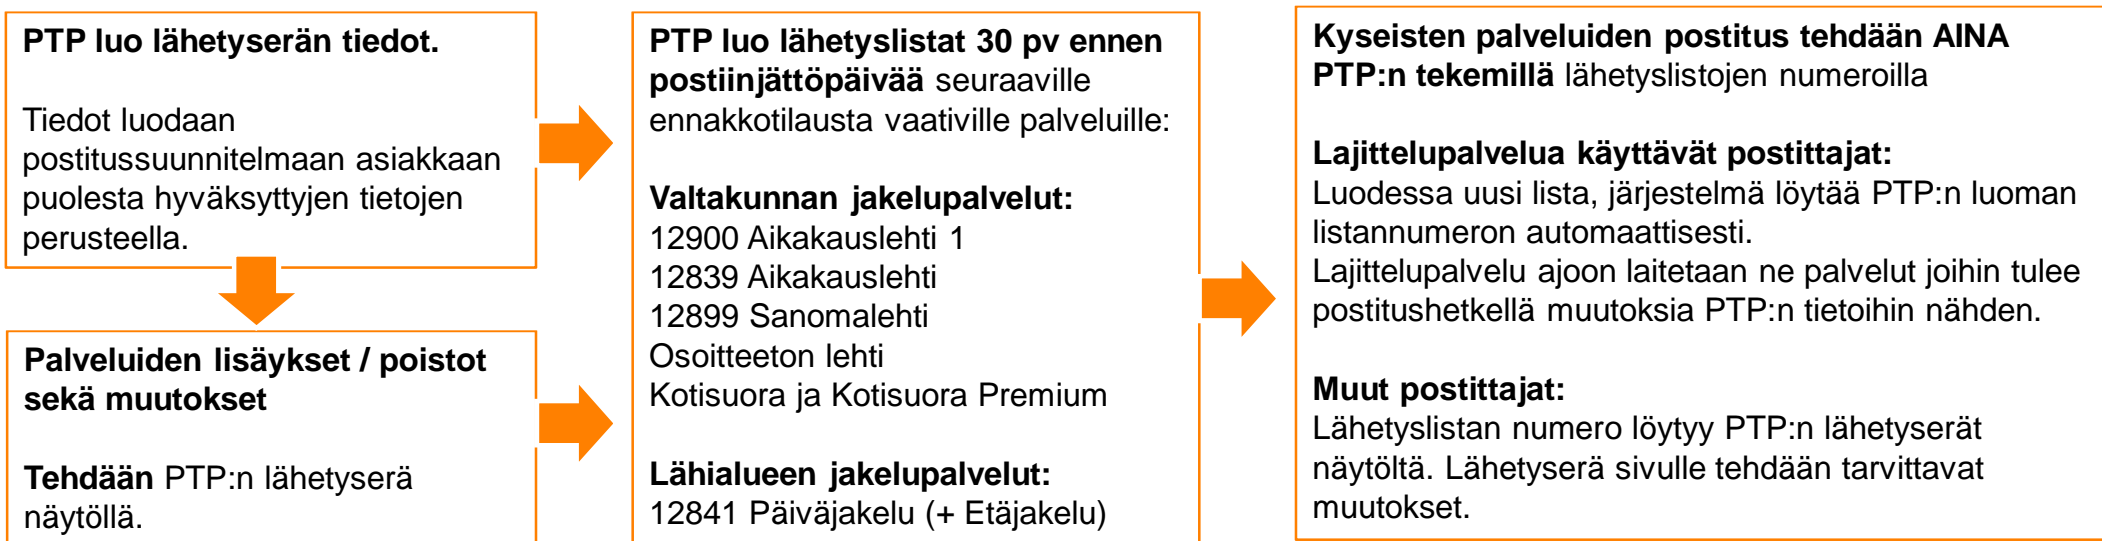 PTP luo lähetyserän tiedot.
Tiedot luodaan
postitussuunnitelmaan asiakkaan
puolesta hyväksyttyjen tietojen
perusteella.
Palveluiden lisäykset / poistot
sekä muutokset
Tehdään PTP:n lähetyserä
näytöllä.
PTP luo lähetyslistat 30 pv ennen
postiinjättöpäivää seuraaville
ennakkotilausta vaativille palveluille:
Valtakunnan jakelupalvelut:
12900 Aikakauslehti 1
12839 Aikakauslehti
12899 Sanomalehti
Osoitteeton lehti
Kotisuora ja Kotisuora Premium
Lähialueen jakelupalvelut:
12841 Päiväjakelu (+ Etäjakelu)
Kyseisten palveluiden postitus tehdään AINA
PTP:n tekemillä lähetyslistojen numeroilla
Lajittelupalvelua käyttävät postittajat:
Luodessa uusi lista, järjestelmä löytää PTP:n luoman
listannumeron automaattisesti.
Lajittelupalvelu ajoon laitetaan ne palvelut joihin tulee
postitushetkellä muutoksia PTP:n tietoihin nähden.
Muut postittajat:
Lähetyslistan numero löytyy PTP:n lähetyserät
näytöltä. Lähetyserä sivulle tehdään tarvittavat
muutokset.